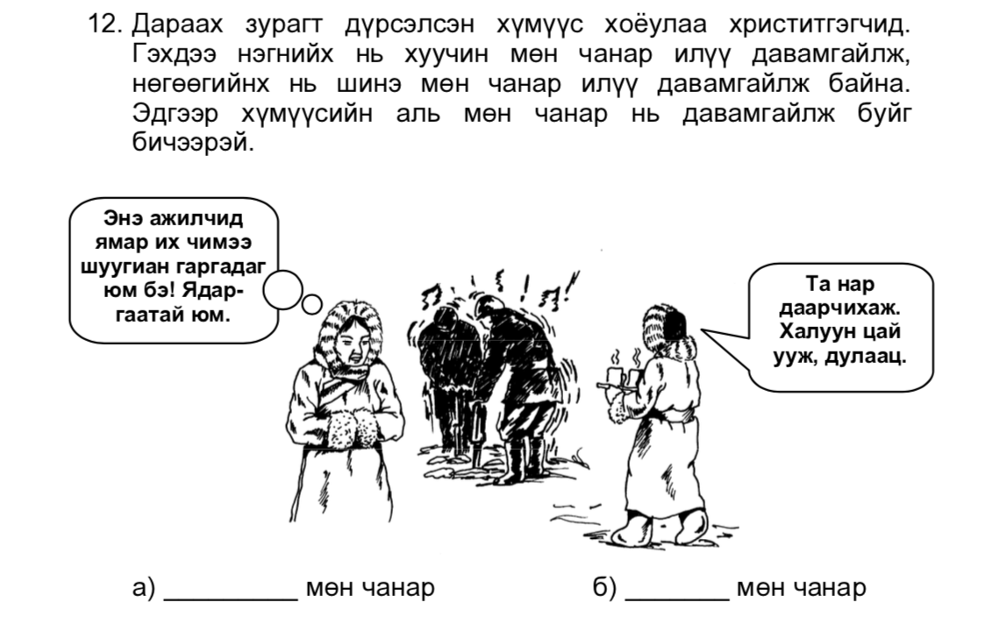 12. Дараах зурагт дүрсэлсэн хүмүүс хоёулаа христитгэгчид.
Гэхдээ нэгнийх нь хуучин мөн чанар илүү давамгайлж,
нөгөөгийнх нь шинэ мөн чанар илүү давамгайлж байна.
Эдгээр хүмүүсийн аль мөн чанар нь давамгайлж буйг
бичээрэй.
Энэ ажилчид
ямар их чимээ
шуугиан гаргадаг
юм бэ! Ядар-
гаатай юм.
Та нар
даарчихаж.
Халуун цай
ууж, дулаац.
а) _________ мөн чанар
б) _______ мөн чанар